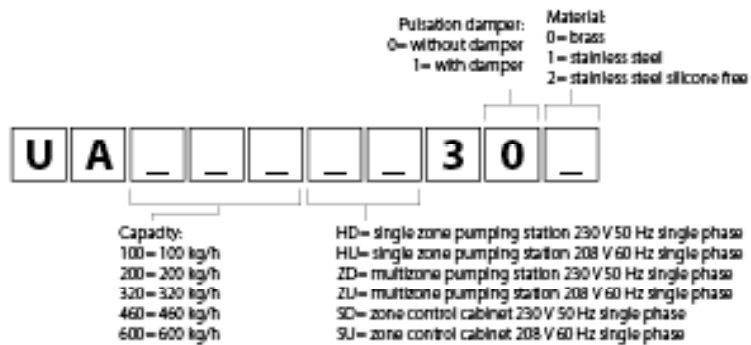 Pulsation damper:
0= without damper
1= with damper
Material:
0= brass
1= stainless steel
2= stainless steel silicone free
U A _ _ _ _ _ 3 0 _
Capacity:
100= 100 kg/h
200= 200 kg/h
320= 320 kg/h
460= 460 kg/h
600= 600 kg/h
HD= single zone pumping station 230 V 50 Hz single phase
HU= single zone pumping station 208 V 60 Hz single phase
ZD= multizone pumping station 230 V 50 Hz single phase
ZU= multizone pumping station 208 V 60 Hz single phase
SD= zone control cabinet 230 V 50 Hz single phase
SU= zone control cabinet 208 V 60 Hz single phase